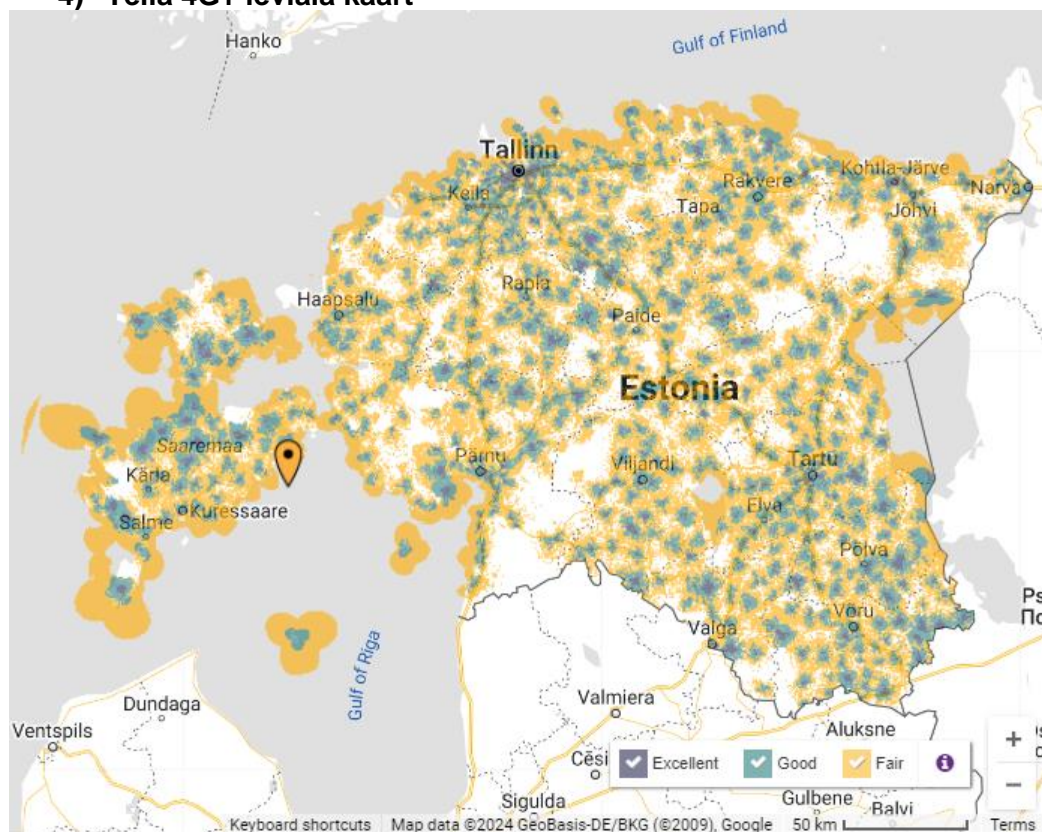 4) Telia 4G+ leviala kaart
Hanko
Gulf of Finland
Tallinn
Keila
Kohtla-Järve
Narva
Rakvere
Tapa
Jõhvi
Haapsalu
Rapla
Paide
Estonia
Saaremaa
Kärla
Kuressaare
Salme
Pärnu
Viljandi
Tartu
Elva
Põlva
Võru
Valga
Gulf of Riga
Dundaga
Ventspils
Valmiera
Aluksne
Cēsi
Sigulda
Gulbene
Balvi
Excellent
Good
Fair
Keyboard shortcuts
Map data ©2024 GeoBasis-DE/BKG (©2009), Google
50 km
Terms